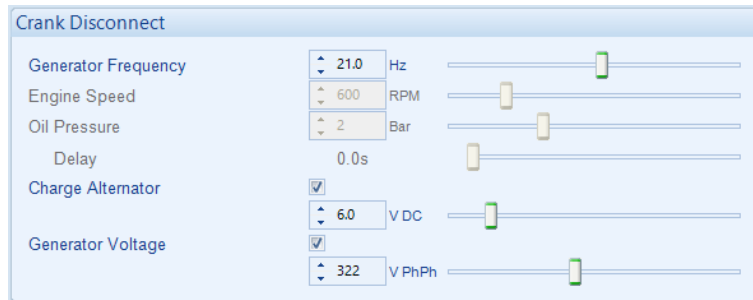 Crank Disconnect
Generator Frequency 21.0 Hz
Engine Speed 600 RPM
Oil Pressure 2 Bar
Delay 0.0s
Charge Alternator
6.0 V DC
Generator Voltage
322 V PhPh